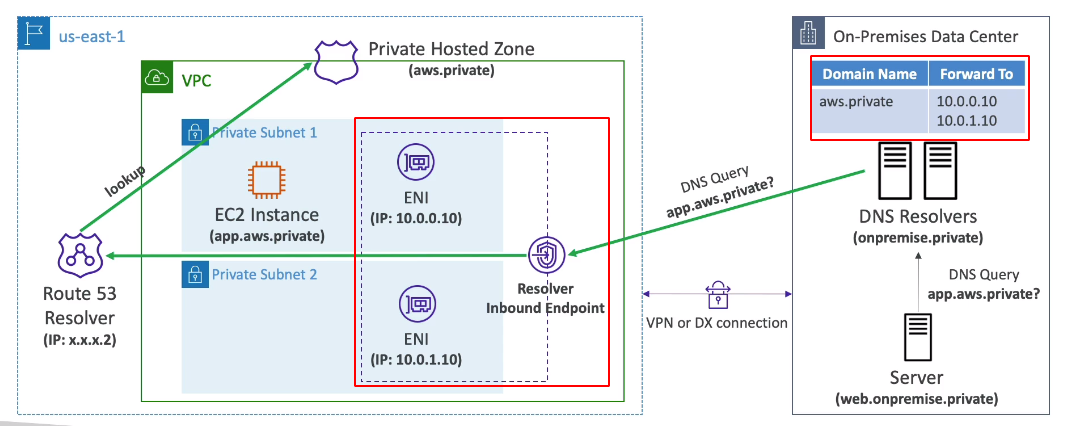 us-east-1
Private Hosted Zone
(aws.private)
VPC
Private Subnet 1
lookup
EC2 Instance
(app.aws.private)
ENI
(IP: 10.0.0.10)
Route 53
Resolver
(IP: x.x.x.2)
Private Subnet 2
ENI
(IP: 10.0.1.10)
Resolver
Inbound Endpoint
DNS Query
app.aws.private?
VPN or DX connection
On-Premises Data Center
Domain Name Forward To
aws.private 10.0.0.10
10.0.1.10
DNS Resolvers
(onpremise.private)
DNS Query
app.aws.private?
Server
(web.onpremise.private)